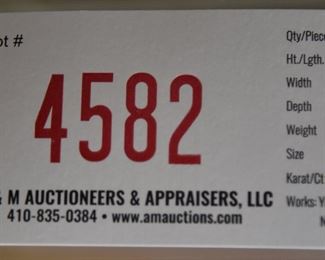 ot #
4582
& M AUCTIONEERS & APPRAISERS, LLC
410-835-0384 • www.amauctions.com
Qty/Piece
Ht./Lgth.
Width
Depth
Weight
Size
Karat/Ct
Works: Y
N